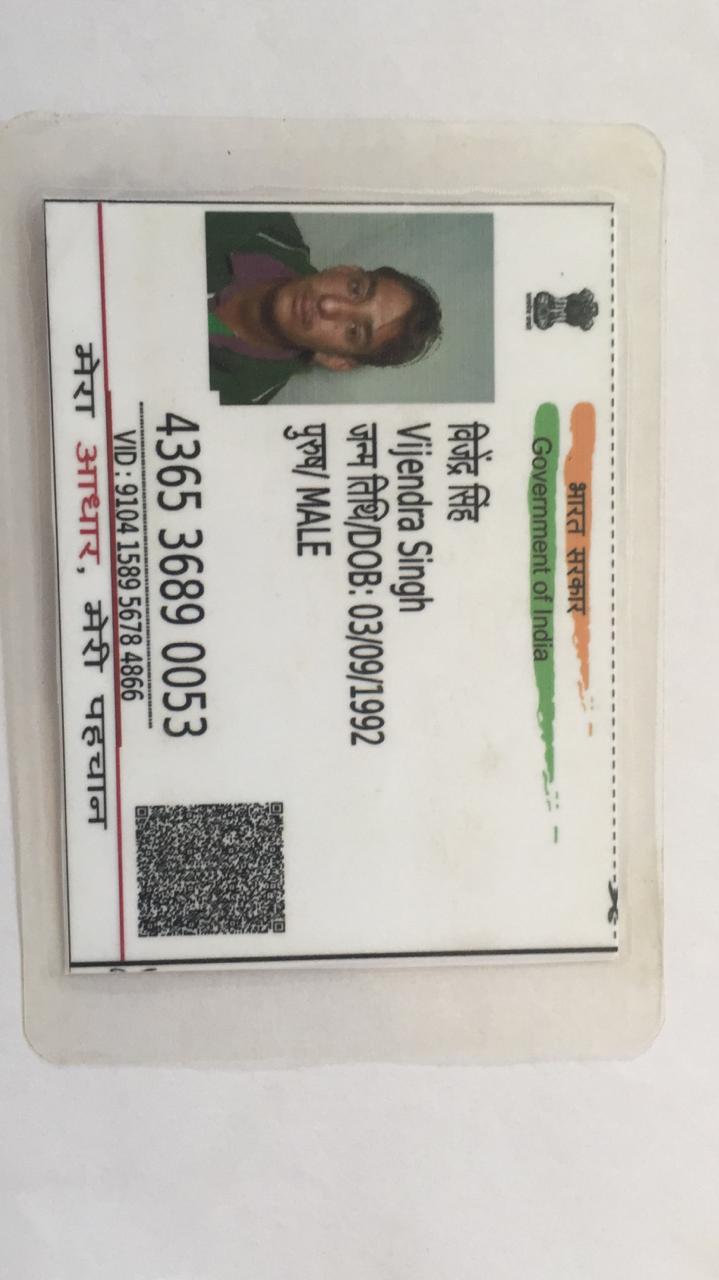 भारत सरकार
Government of India
विजेंद्र सिंह
Vijendra Singh
जन्म तिथि/DOB: 03/09/1992
पुरुष/ MALE
4365 3689 0053
VID : 9104 1589 5678 4866
मेरा आधार, मेरी पहचान